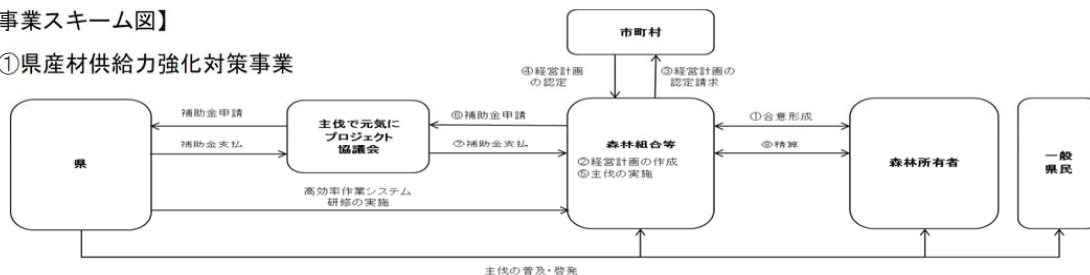 事業スキーム図】
①県産材供給力強化対策事業
市町村
④経営計画
の認定
③経営計画の
認定請求
県
補助金申請
補助金支払
主伐で元気に
プロジェクト
協議会
⑥補助金申請
⑦補助金支払
森林組合等
②経営計画の作成
⑤主伐の実施
①合意形成
⑧精算
森林所有者
一般
県民
高効率作業システム
研修の実施
主伐の普及・啓発